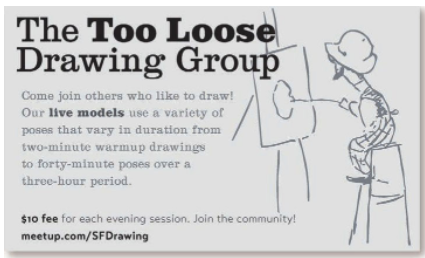 The Too Loose
Drawing Group
Come join others who like to draw!
Our live models use a variety of
poses that vary in duration from
two-minute warmup drawings
to forty-minute poses over a
three-hour period.
$10 fee for each evening session. Join the community!
meetup.com/SFDrawing